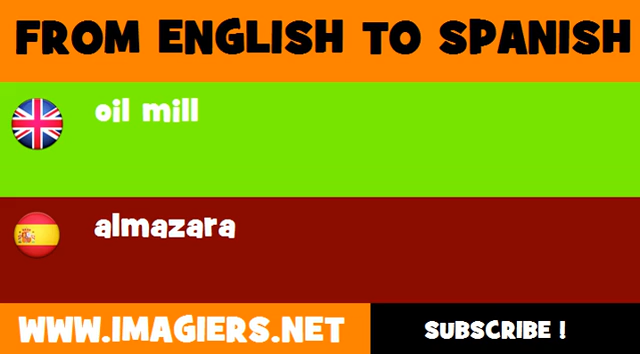 FROM ENGLISH TO SPANISH
oil mill
almazara
WWW.IMAGIERS.NET
SUBSCRIBE !